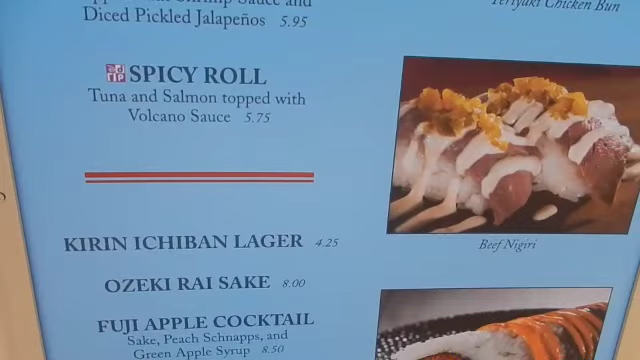 Shrimp Sauce and
Diced Pickled Jalapeños 5.95
Teriyaki Chicken Bun
SPICY ROLL
Tuna and Salmon topped with
Volcano Sauce 5.75
Beef Nigiri
KIRIN ICHIBAN LAGER 4.25
OZEKI RAI SAKE 8.00
FUJI APPLE COCKTAIL
Sake, Peach Schnapps, and
Green Apple Syrup 8.50